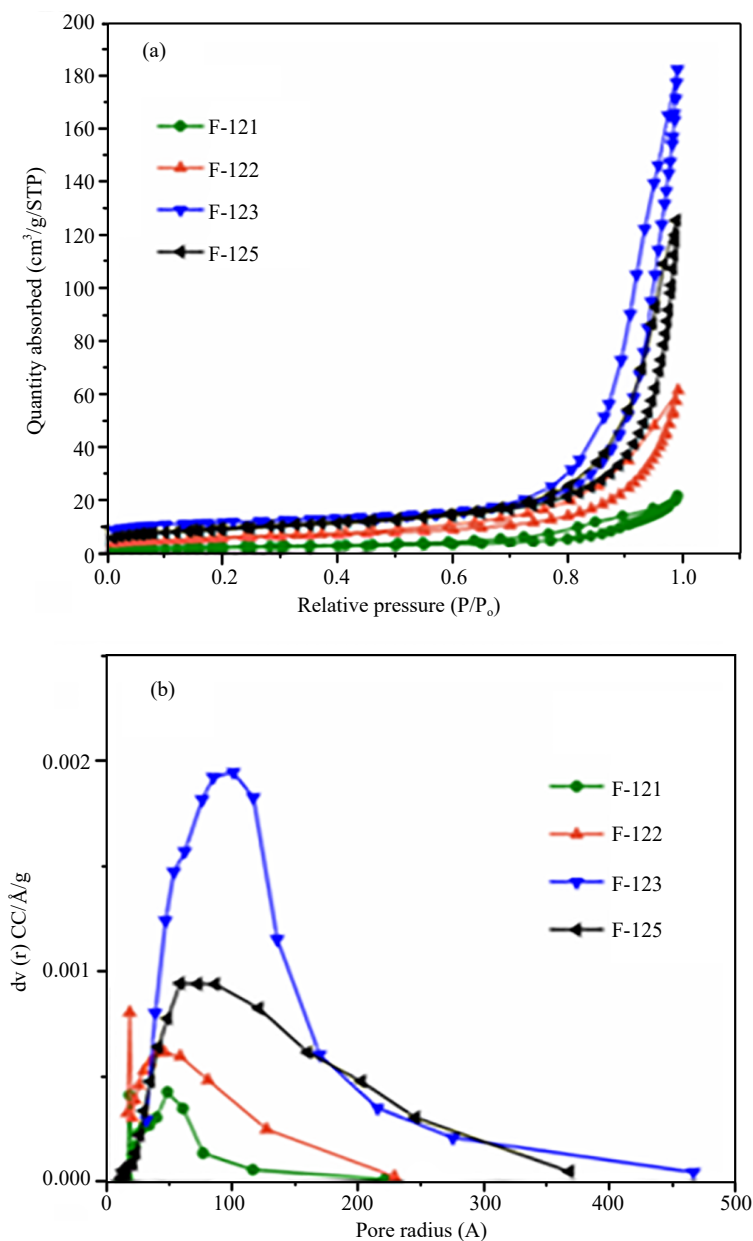 (a)
200
180
160
140
120
100
80
60
40
20
0
Quantity absorbed (cm³/g/STP)
F-121
F-122
F-123
F-125
0.0 0.2 0.4 0.6 0.8 1.0
Relative pressure (P/Pₒ)
(b)
0.002
0.001
0.000
dv (r) CC/Å/g
F-121
F-122
F-123
F-125
0 100 200 300 400 500
Pore radius (A)